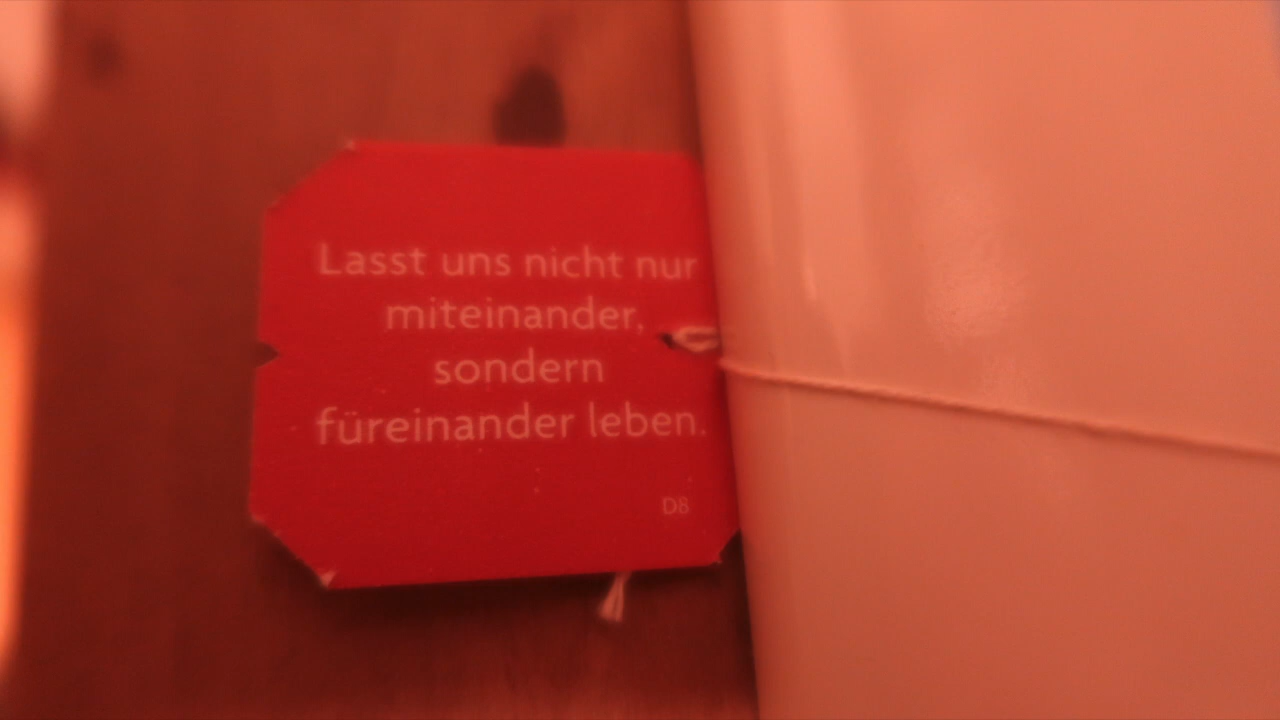 Lasst uns nicht nur
miteinander,
sondern
füreinander leben.
D8